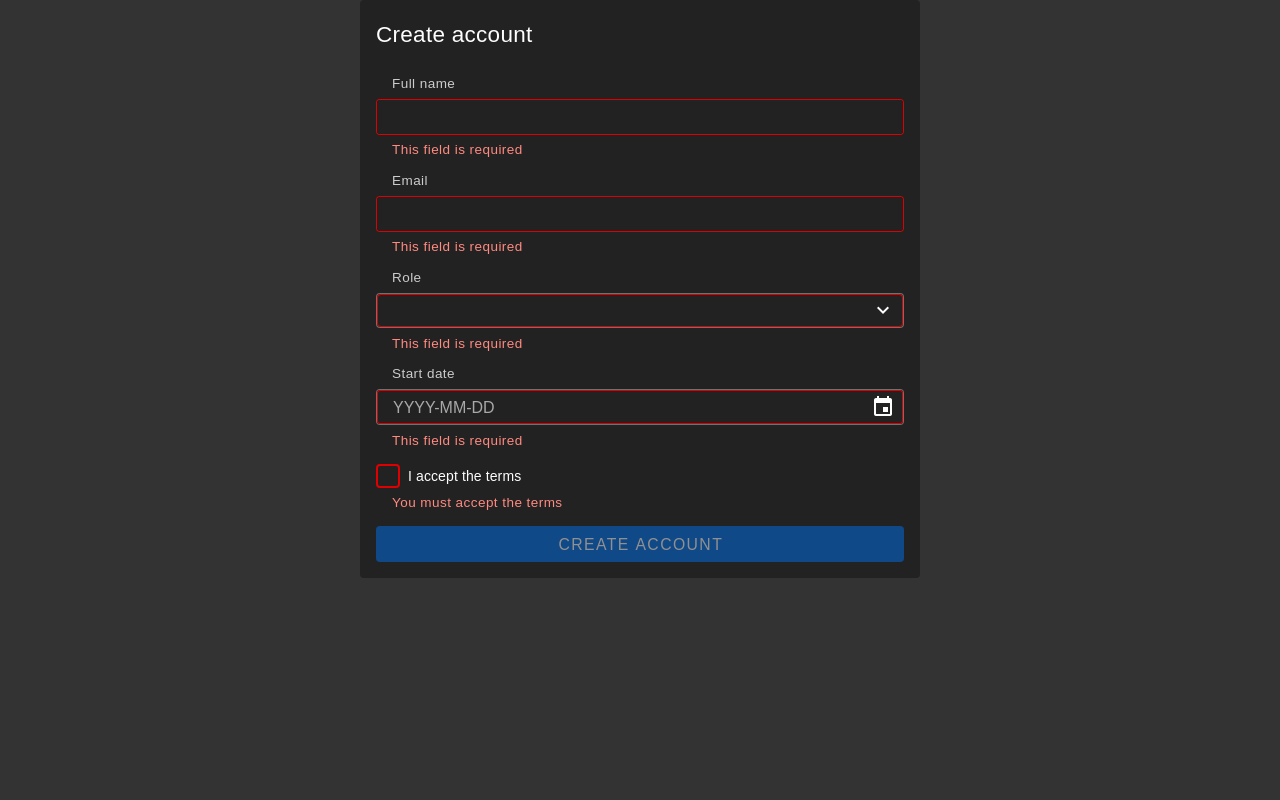 Create account
Full name
This field is required
Email
This field is required
Role
This field is required
Start date
YYYY-MM-DD
This field is required
I accept the terms
You must accept the terms
CREATE ACCOUNT